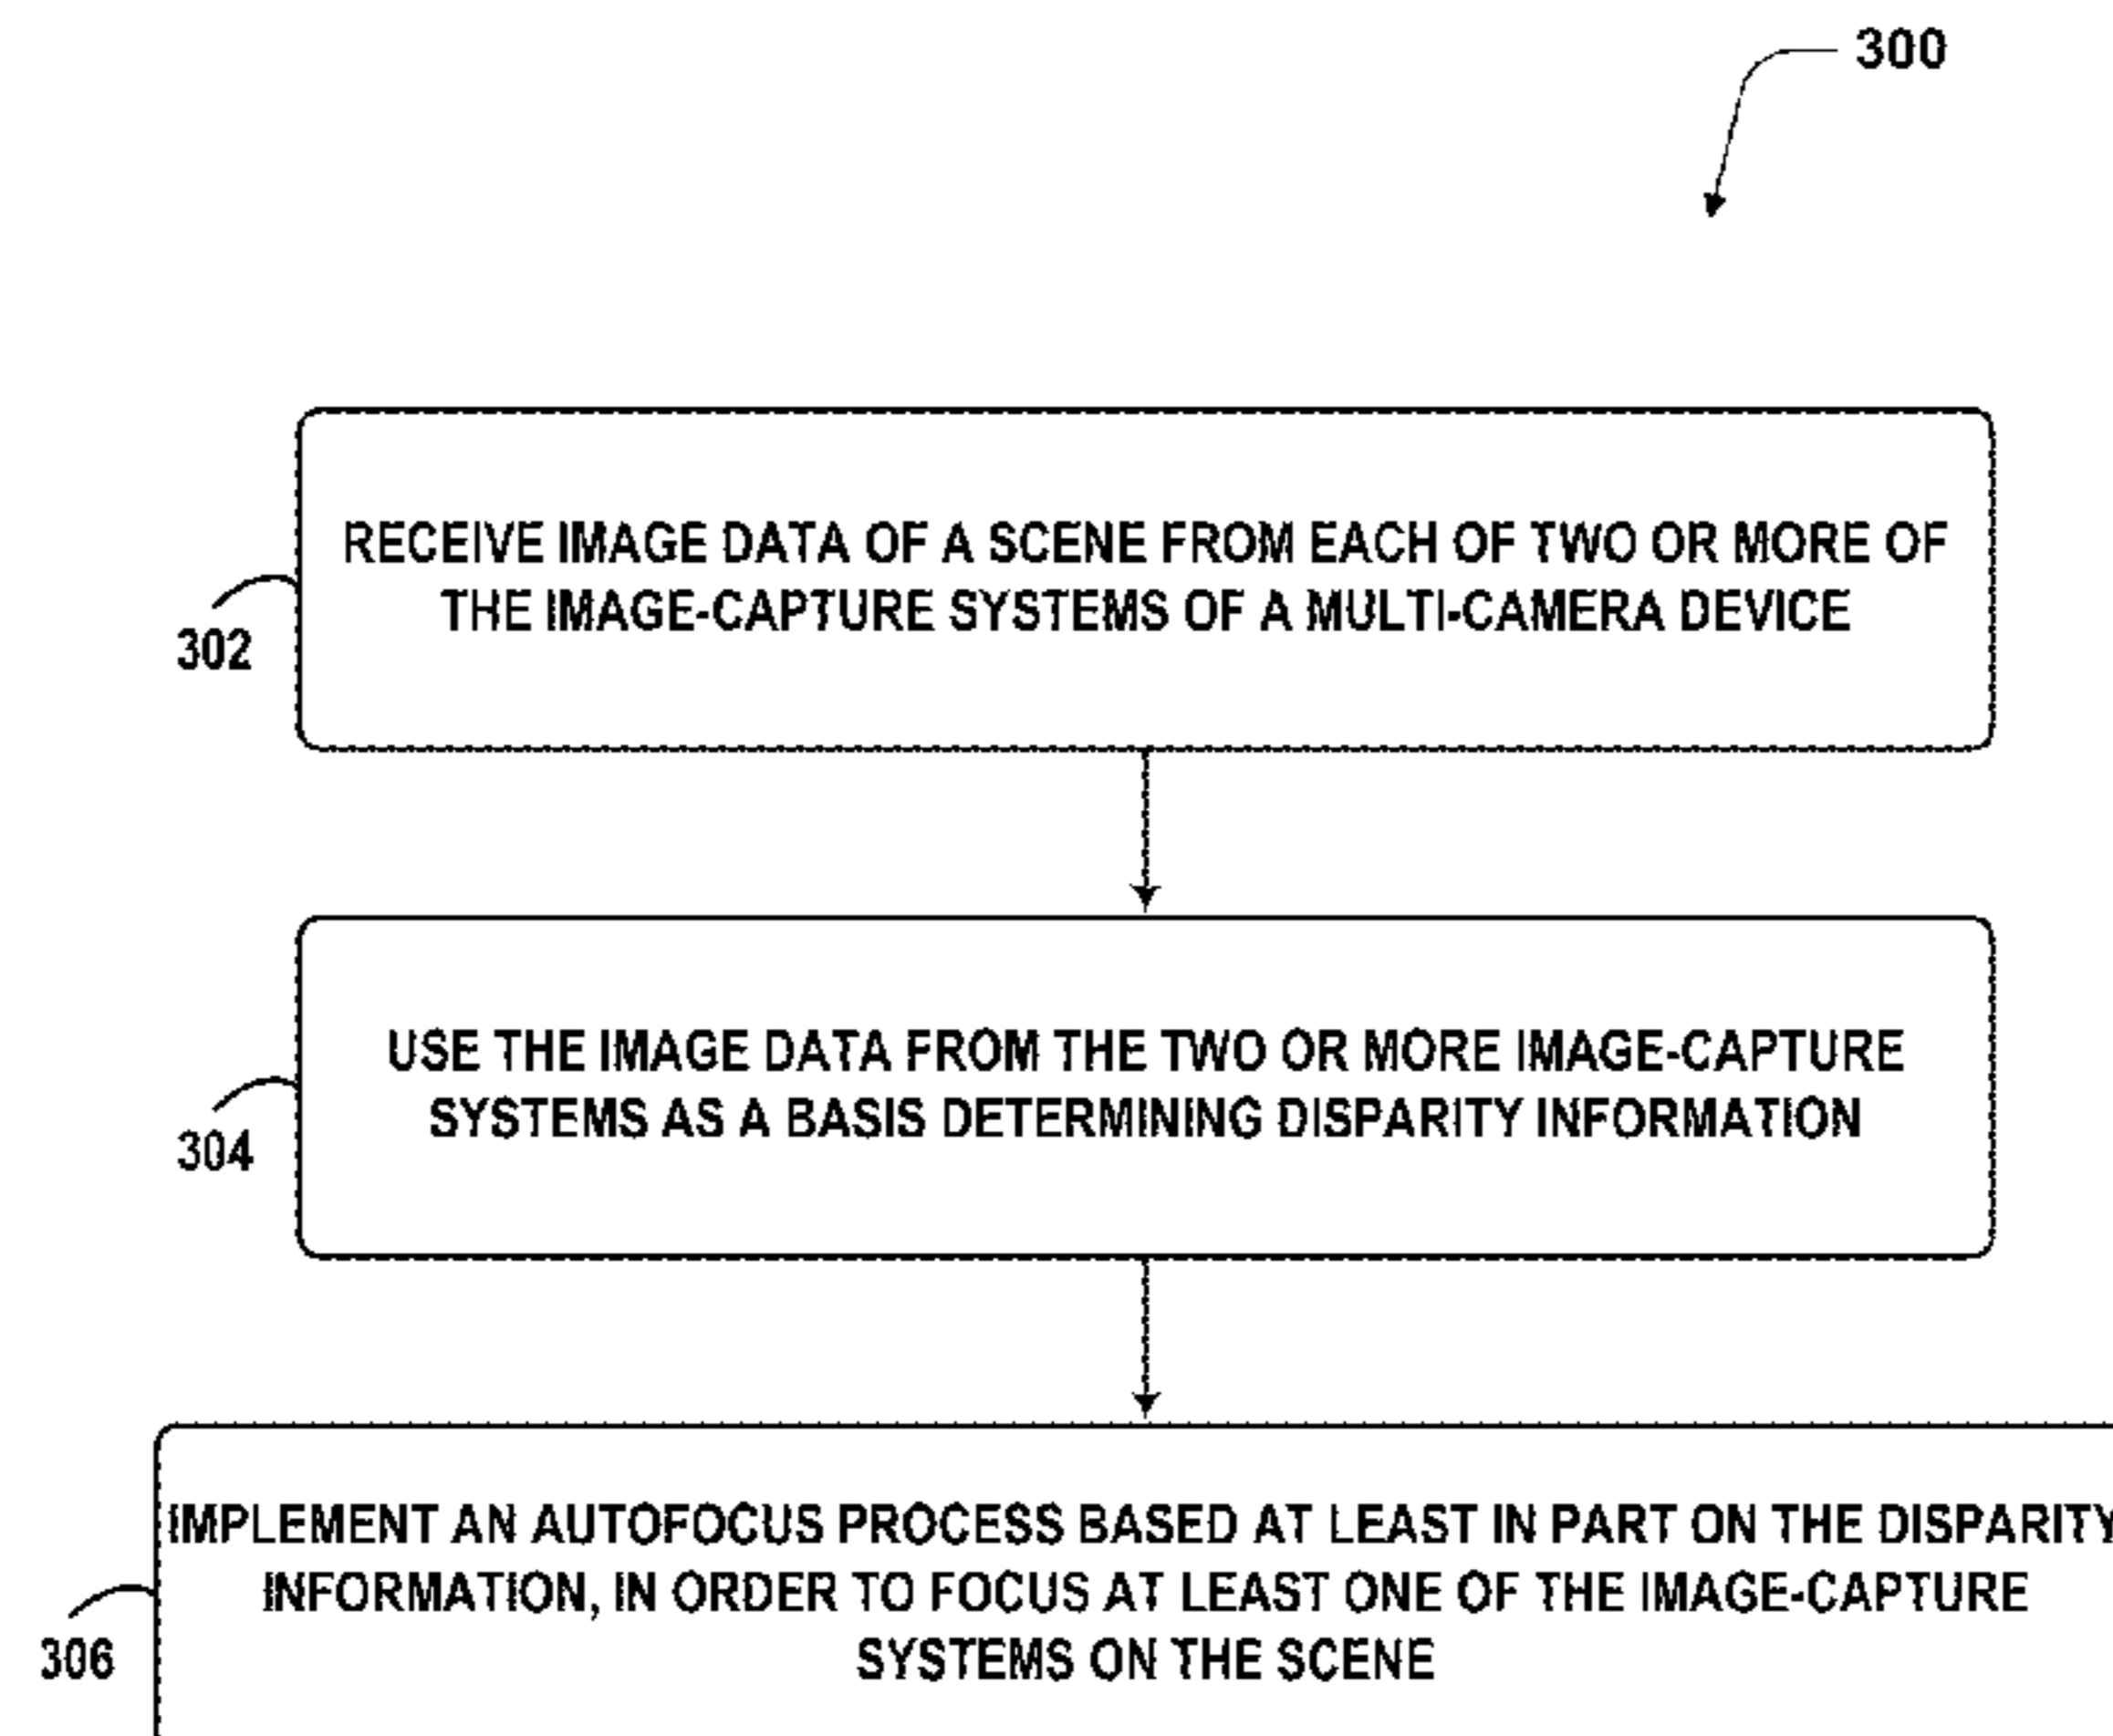 300
RECEIVE IMAGE DATA OF A SCENE FROM EACH OF TWO OR MORE OF
THE IMAGE-CAPTURE SYSTEMS OF A MULTI-CAMERA DEVICE
302
USE THE IMAGE DATA FROM THE TWO OR MORE IMAGE-CAPTURE
SYSTEMS AS A BASIS DETERMINING DISPARITY INFORMATION
304
IMPLEMENT AN AUTOFOCUS PROCESS BASED AT LEAST IN PART ON THE DISPARITY
INFORMATION, IN ORDER TO FOCUS AT LEAST ONE OF THE IMAGE-CAPTURE
SYSTEMS ON THE SCENE
306